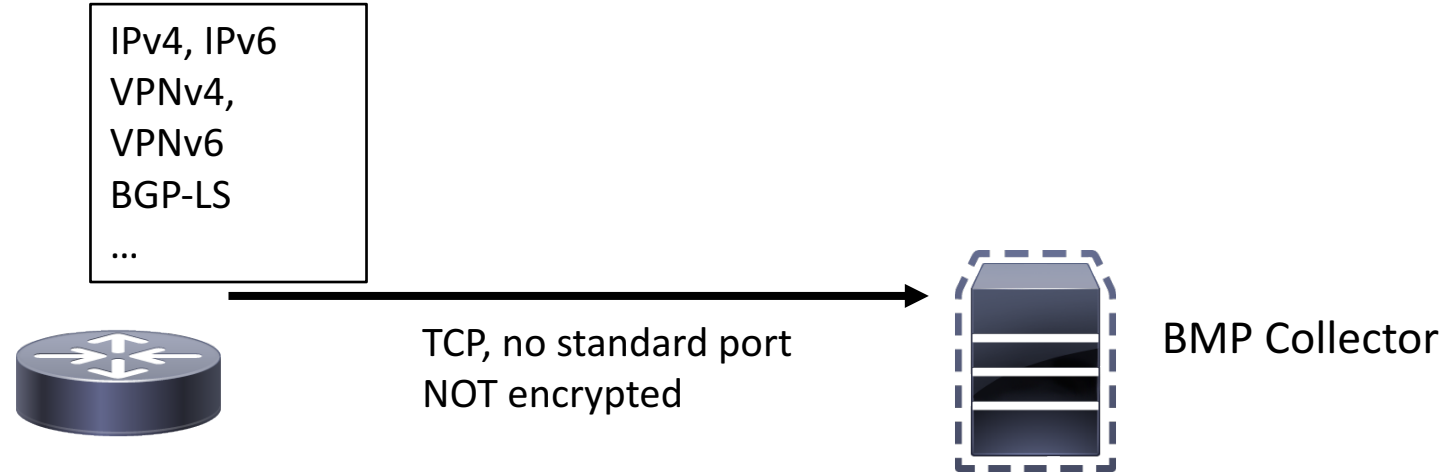 IPv4, IPv6
VPNv4,
VPNv6
BGP-LS
…
TCP, no standard port
NOT encrypted
BMP Collector